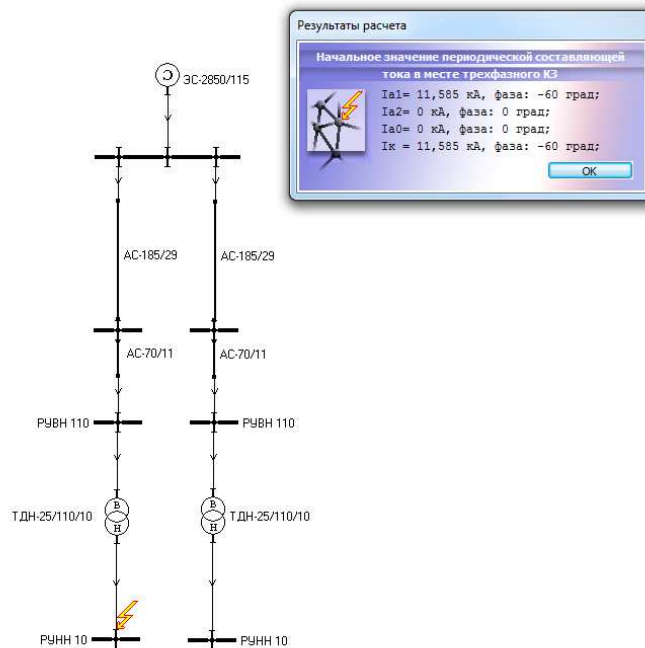 Результаты расчета
Начальное значение периодической составляющей
тока в месте трехфазного КЗ
Iа1= 11,585 кА, фаза: -60 град;
Iа2= 0 кА, фаза: 0 град;
Iа0= 0 кА, фаза: 0 град;
Iк = 11,585 кА, фаза: -60 град;
OK
Э
ЭС-2850/115
АС-185/29
АС-185/29
АС-70/11
АС-70/11
РУВН 110
РУВН 110
В
Н
ТДН-25/110/10
В
Н
ТДН-25/110/10
РУНН 10
РУНН 10